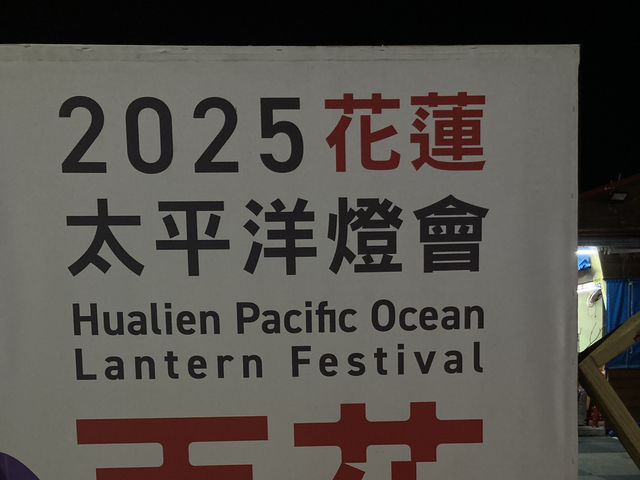 2025花蓮
太平洋燈會
Hualien Pacific Ocean
Lantern Festival